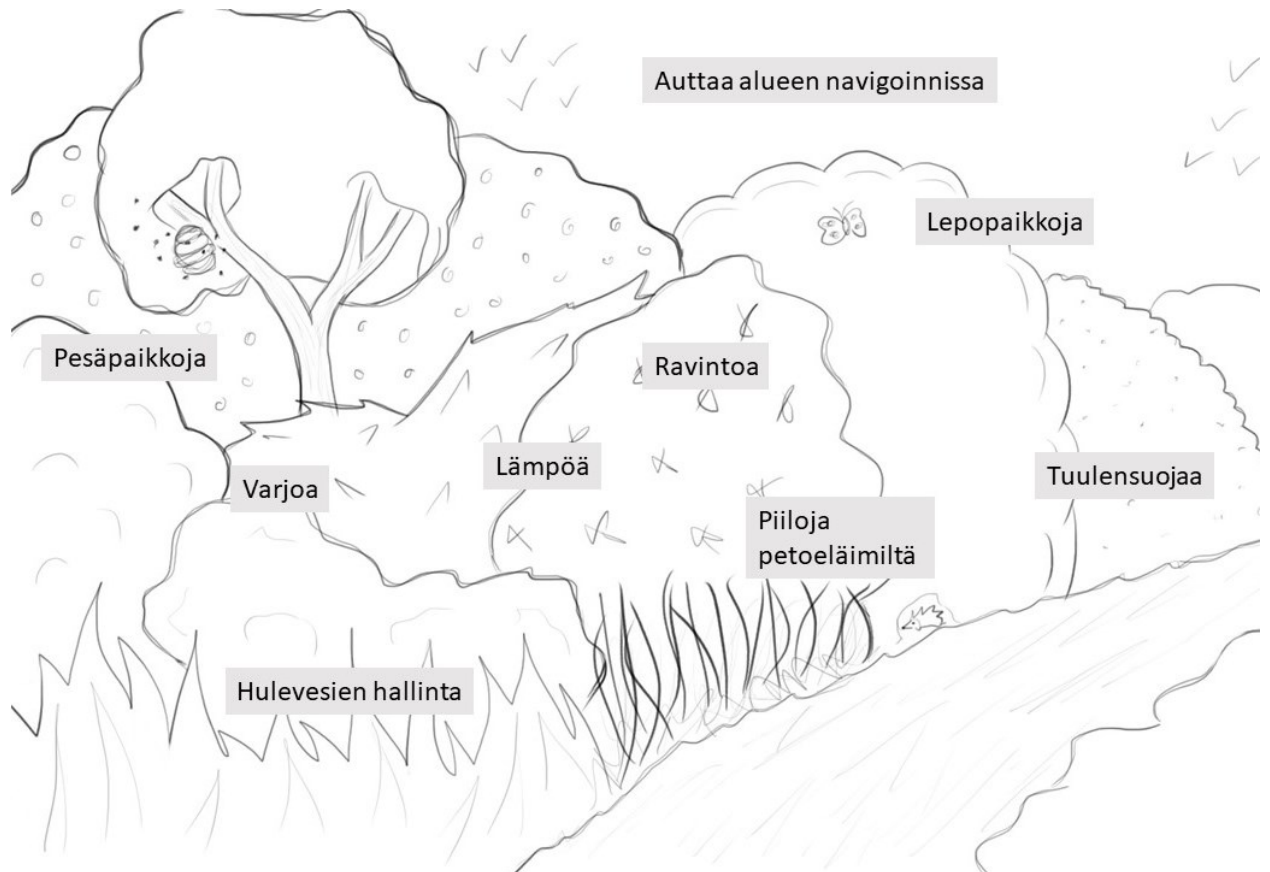 Auttaa alueen navigoinnissa
Lepopaikkoja
Pesäpaikkoja
Ravintoa
Lämpöä
Varjoa
Tuulensuojaa
Piiloja
petoeläimiltä
Hulevesien hallinta